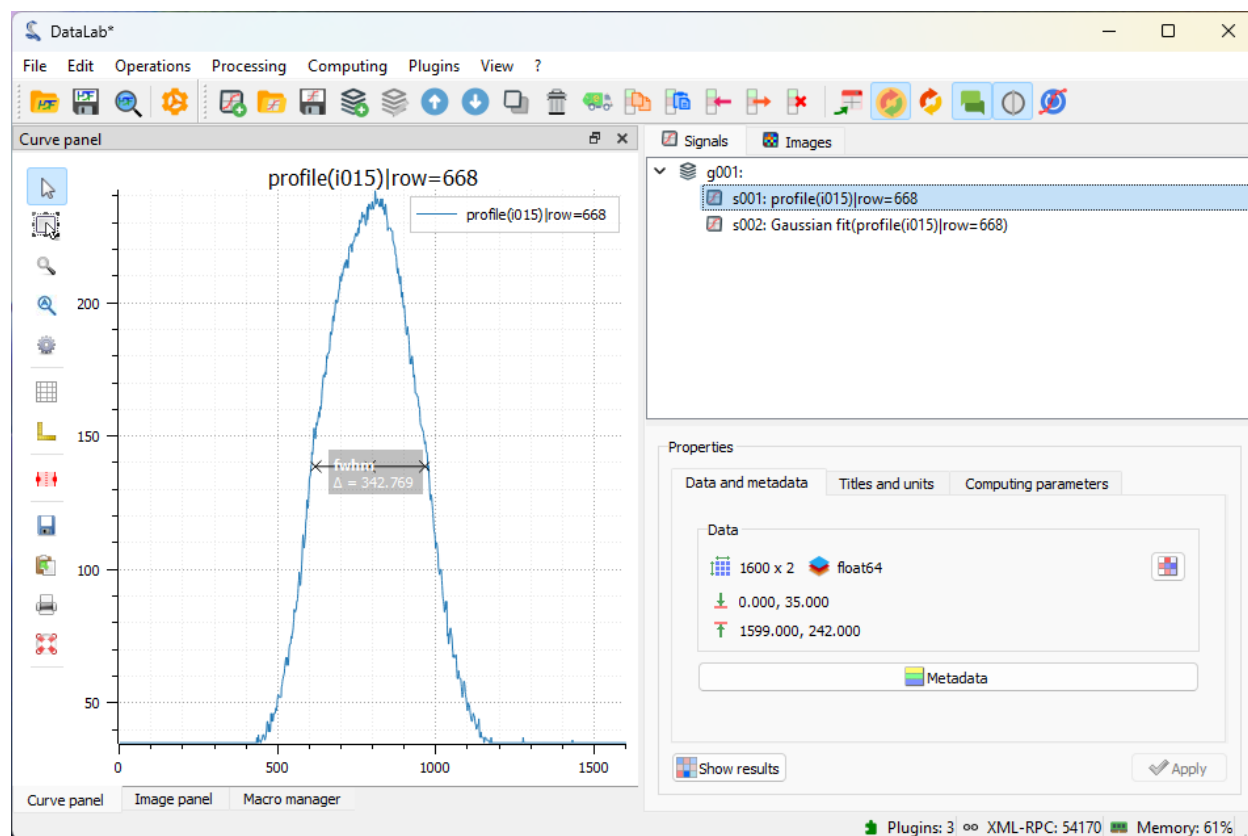 DataLab*
File Edit Operations Processing Computing Plugins View ?
Curve panel
profile(i015)|row=668
profile(i015)|row=668
200
150
100
50
0 500 1000 1500
fwhm
Δ = 342.769
Curve panel Image panel Macro manager
Signals Images
g001:
s001: profile(i015)|row=668
s002: Gaussian fit(profile(i015)|row=668)
Properties
Data and metadata Titles and units Computing parameters
Data
1600 x 2 float64
0.000, 35.000
1599.000, 242.000
Metadata
Show results Apply
Plugins: 3 XML-RPC: 54170 Memory: 61%